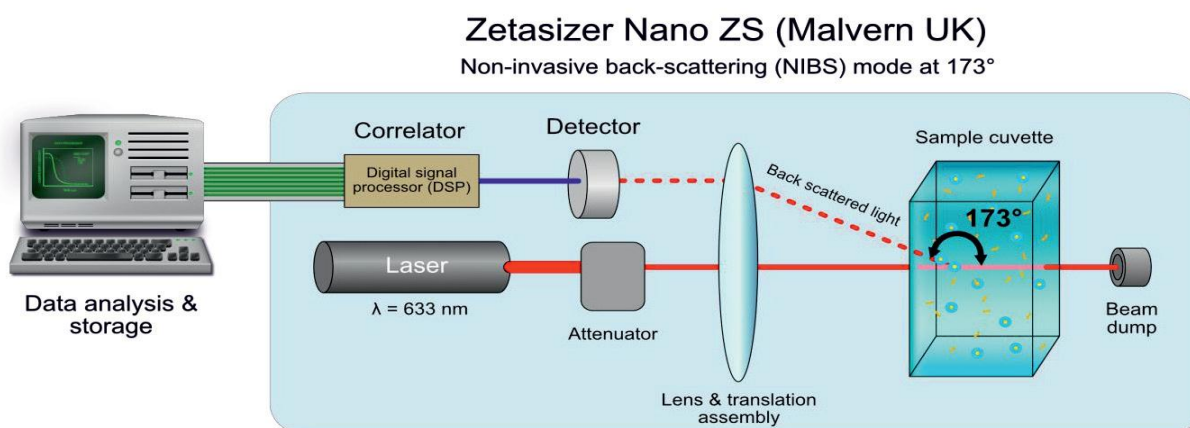 Zetasizer Nano ZS (Malvern UK)
Non-invasive back-scattering (NIBS) mode at 173°
Correlator
Detector
Sample cuvette
Digital signal
processor (DSP)
Back scattered light
173°
Laser
λ = 633 nm
Attenuator
Beam
dump
Data analysis &
storage
Lens & translation
assembly